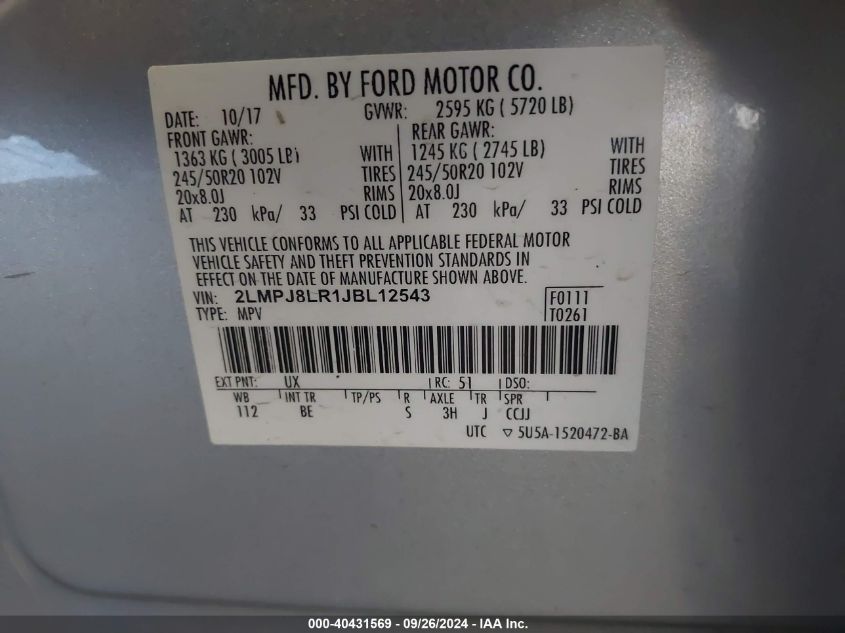 MFD. BY FORD MOTOR CO.
DATE: 10/17 GVWR: 2595 KG ( 5720 LB)
FRONT GAWR: REAR GAWR:
1363 KG ( 3005 LB) WITH 1245 KG ( 2745 LB) WITH
245/50R20 102V TIRES 245/50R20 102V TIRES
20x8.0J RIMS 20x8.0J RIMS
AT 230 kPa/ 33 PSI COLD AT 230 kPa/ 33 PSI COLD
THIS VEHICLE CONFORMS TO ALL APPLICABLE FEDERAL MOTOR
VEHICLE SAFETY AND THEFT PREVENTION STANDARDS IN
EFFECT ON THE DATE OF MANUFACTURE SHOWN ABOVE.
VIN: 2LMPJ8LR1JBL12543 F0111
TYPE: MPV T0261
EXT PNT: UX RC: 51 DSO:
WB INT TR TP/PS R AXLE TR SPR
112 BE S 3H J CCJJ
UTC ▽ 5U5A-1520472-BA
000-40431569 / 09/26/2024 - © IAA, Inc.